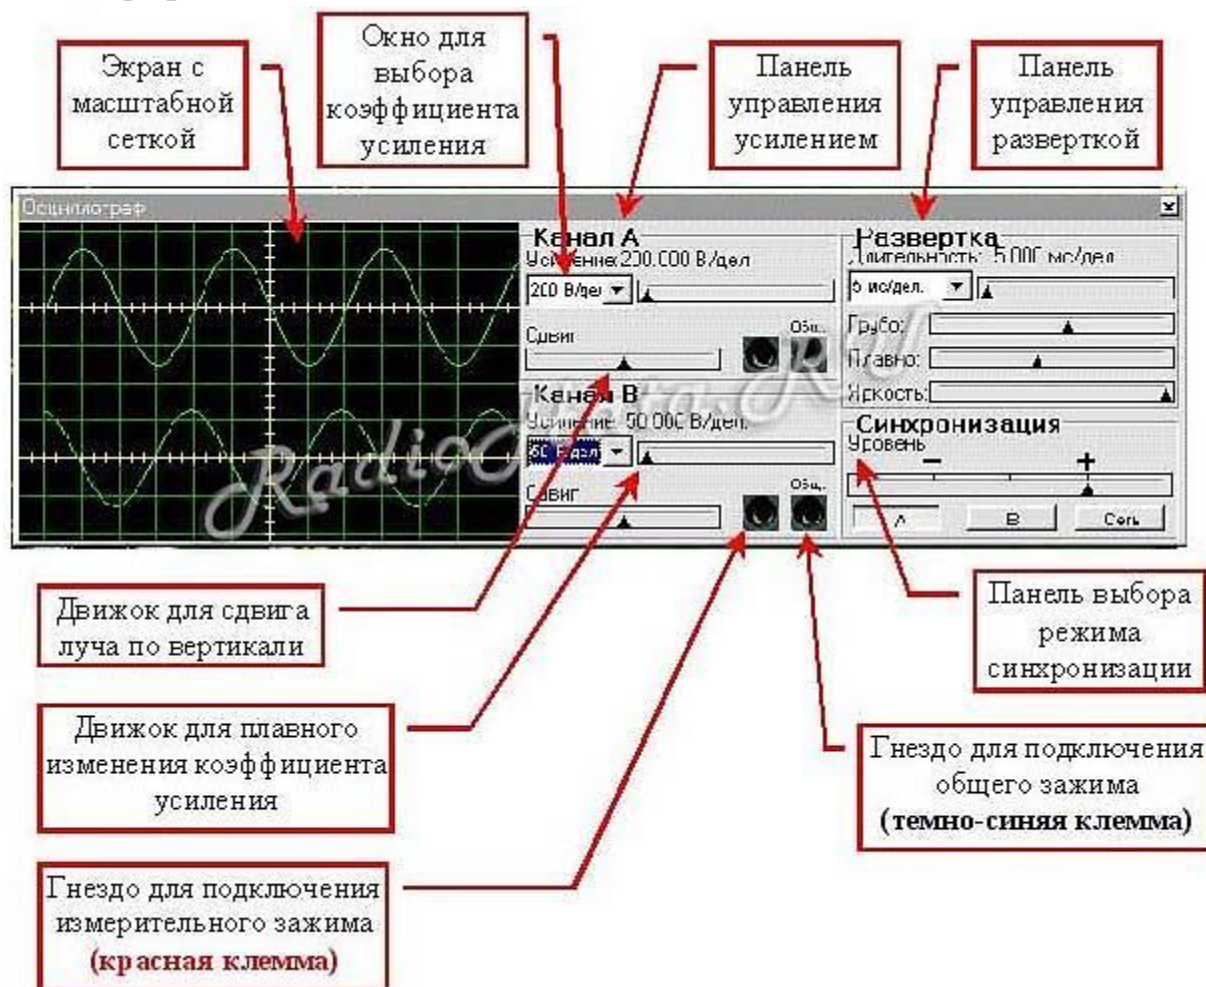 Экран с
масштабной
сеткой
Окно для
выбора
коэффициента
усиления
Панель
управления
усилением
Панель
управления
разверткой
Осциллограф
Канал А
Усиление: 200.000 В/дел
200 В/дел
Сдвиг
Общ.
Канал В
Усиление: 50.000 В/дел.
50 В/дел
Сдвиг
Общ.
Развертка
Длительность: 5.000 мс/дел
5 мс/дел.
Грубо:
Плавно:
Яркость:
Синхронизация
Уровень
− +
А В Сеть
Движок для сдвига
луча по вертикали
Движок для плавного
изменения коэффициента
усиления
Гнездо для подключения
измерительного зажима
(красная клемма)
Панель выбора
режима
синхронизации
Гнездо для подключения
общего зажима
(темно-синяя клемма)